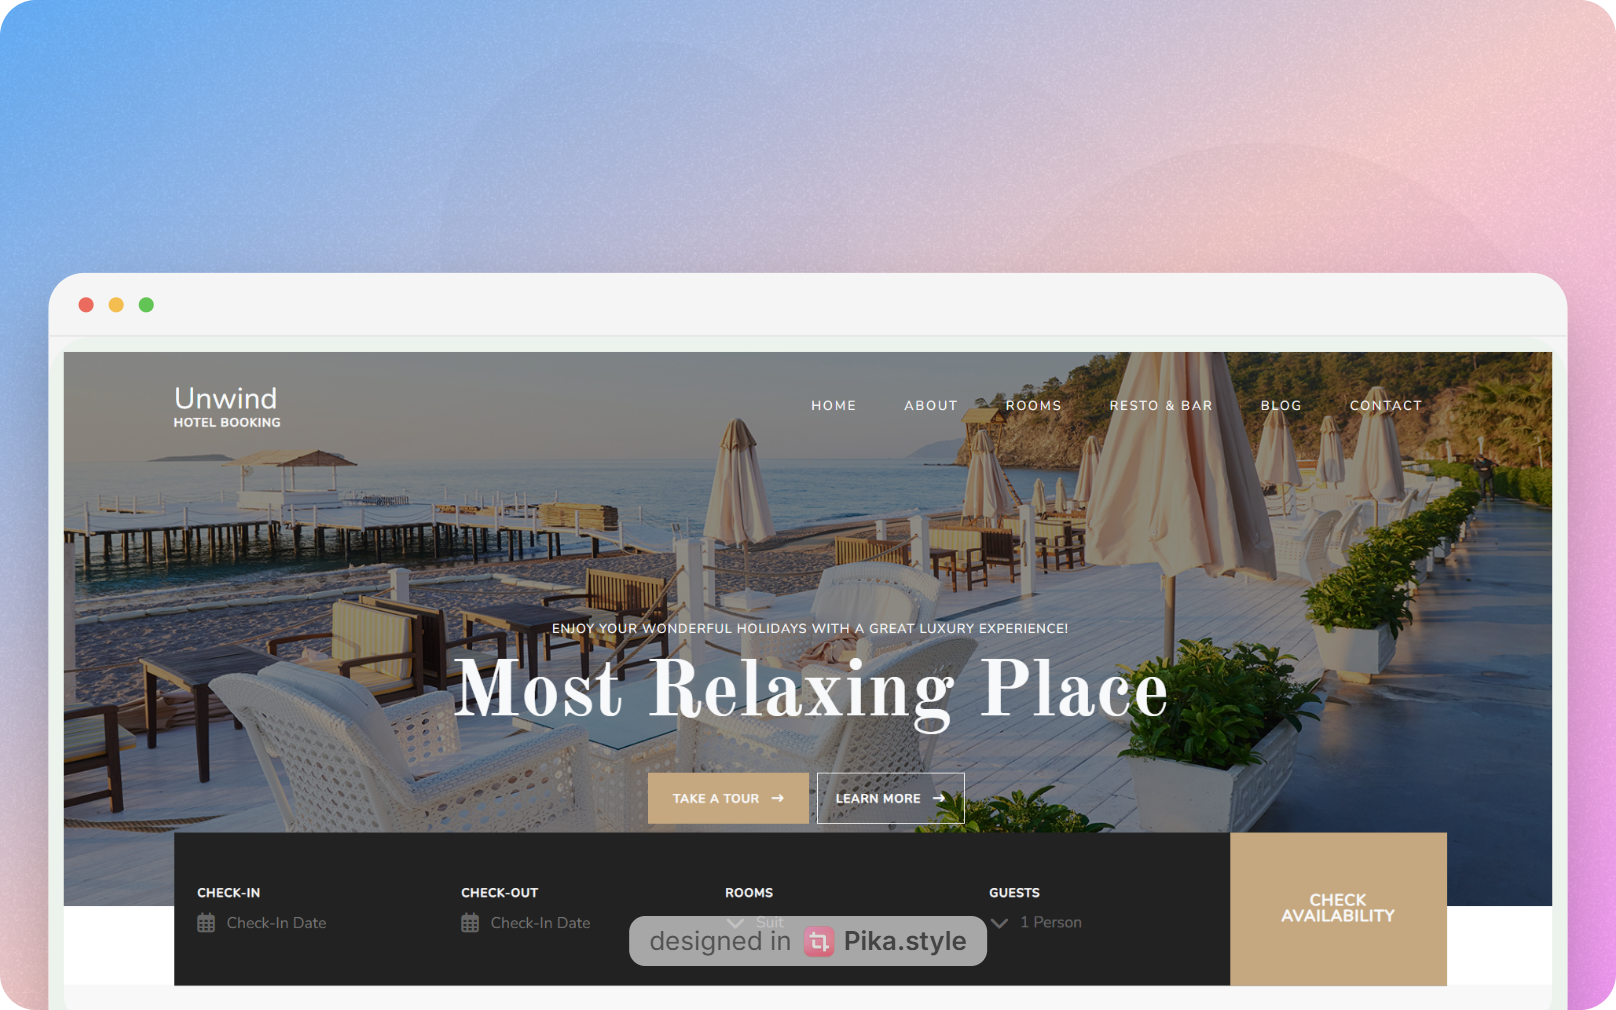 Unwind
HOTEL BOOKING
HOME ABOUT ROOMS RESTO & BAR BLOG CONTACT
ENJOY YOUR WONDERFUL HOLIDAYS WITH A GREAT LUXURY EXPERIENCE!
Most Relaxing Place
TAKE A TOUR → LEARN MORE →
CHECK-IN CHECK-OUT ROOMS GUESTS
Check-In Date Check-In Date Suit 1 Person
CHECK
AVAILABILITY
designed in Pika.style